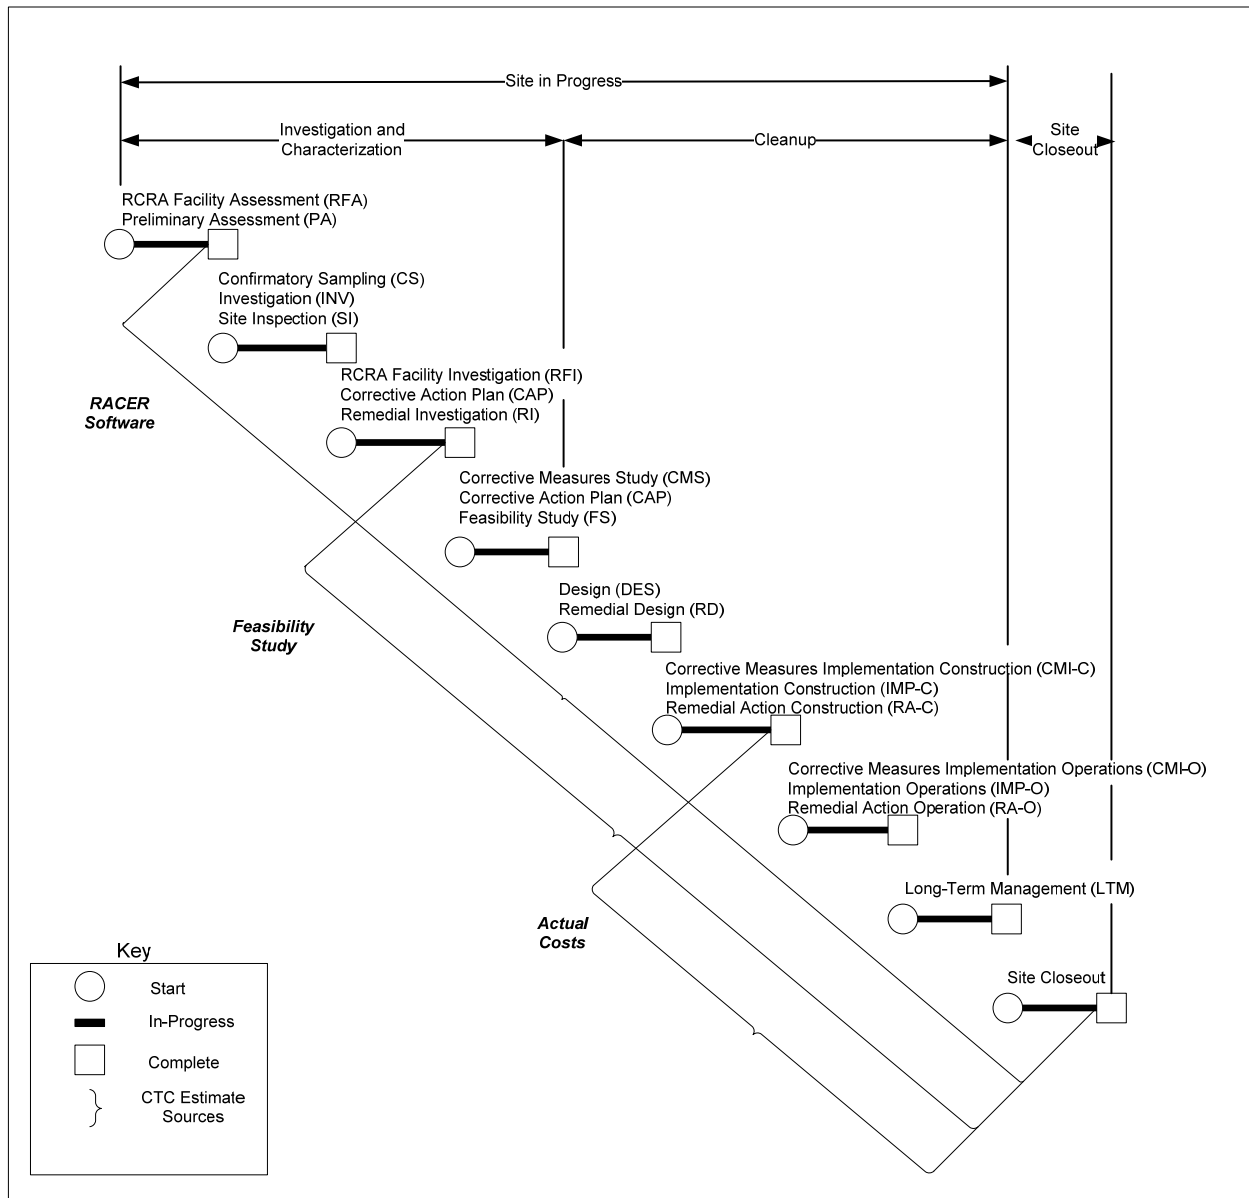 Site in Progress
Investigation and
Characterization
Cleanup
Site
Closeout
RCRA Facility Assessment (RFA)
Preliminary Assessment (PA)
Confirmatory Sampling (CS)
Investigation (INV)
Site Inspection (SI)
RCRA Facility Investigation (RFI)
Corrective Action Plan (CAP)
Remedial Investigation (RI)
RACER
Software
Corrective Measures Study (CMS)
Corrective Action Plan (CAP)
Feasibility Study (FS)
Design (DES)
Remedial Design (RD)
Feasibility
Study
Corrective Measures Implementation Construction (CMI-C)
Implementation Construction (IMP-C)
Remedial Action Construction (RA-C)
Corrective Measures Implementation Operations (CMI-O)
Implementation Operations (IMP-O)
Remedial Action Operation (RA-O)
Long-Term Management (LTM)
Actual
Costs
Site Closeout
Key
Start
In-Progress
Complete
CTC Estimate
Sources